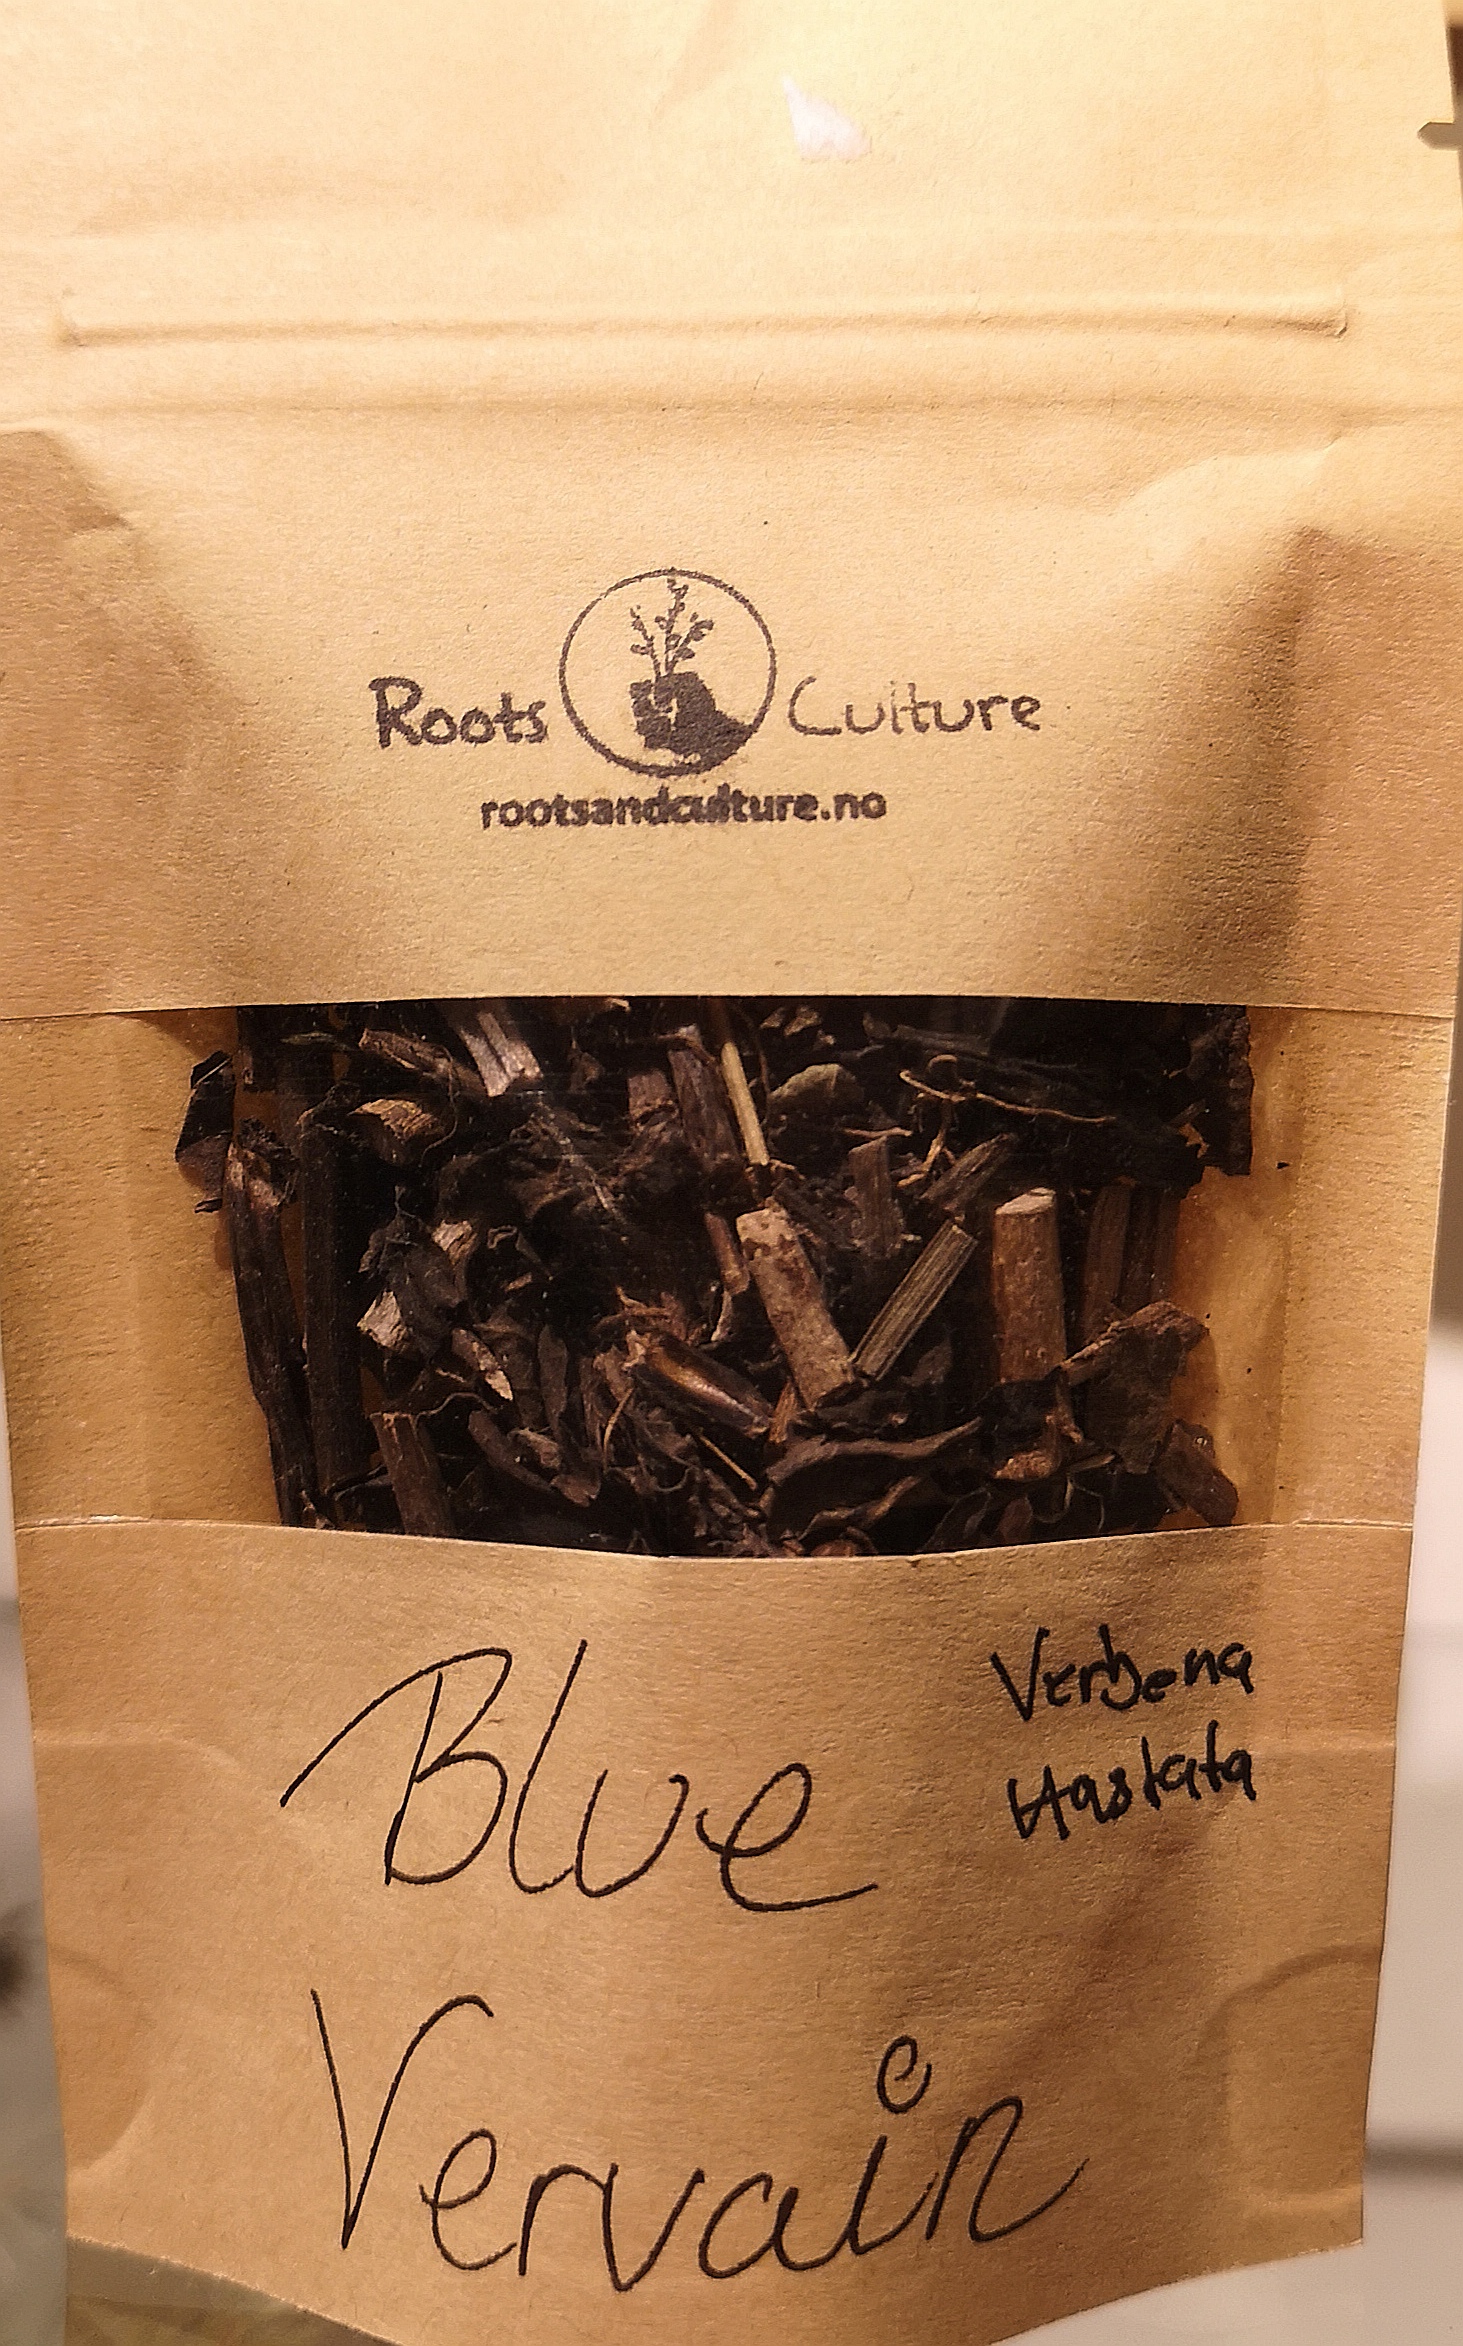 Roots Culture
rootsandculture.no
Blue
Verbena
Hastata
Vervain